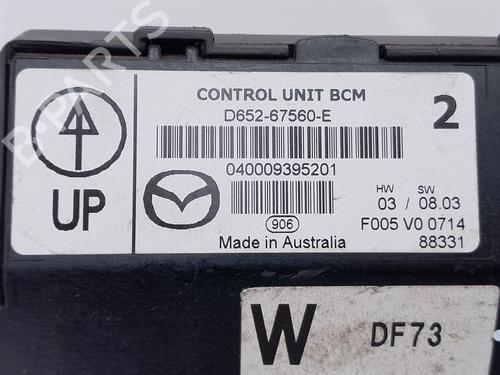 CONTROL UNIT BCM
D652-67560-E
2
040009395201
UP
HW SW
03 / 08.03
906
F005 V0 0714
Made in Australia
88331
W DF73
B-PARTS